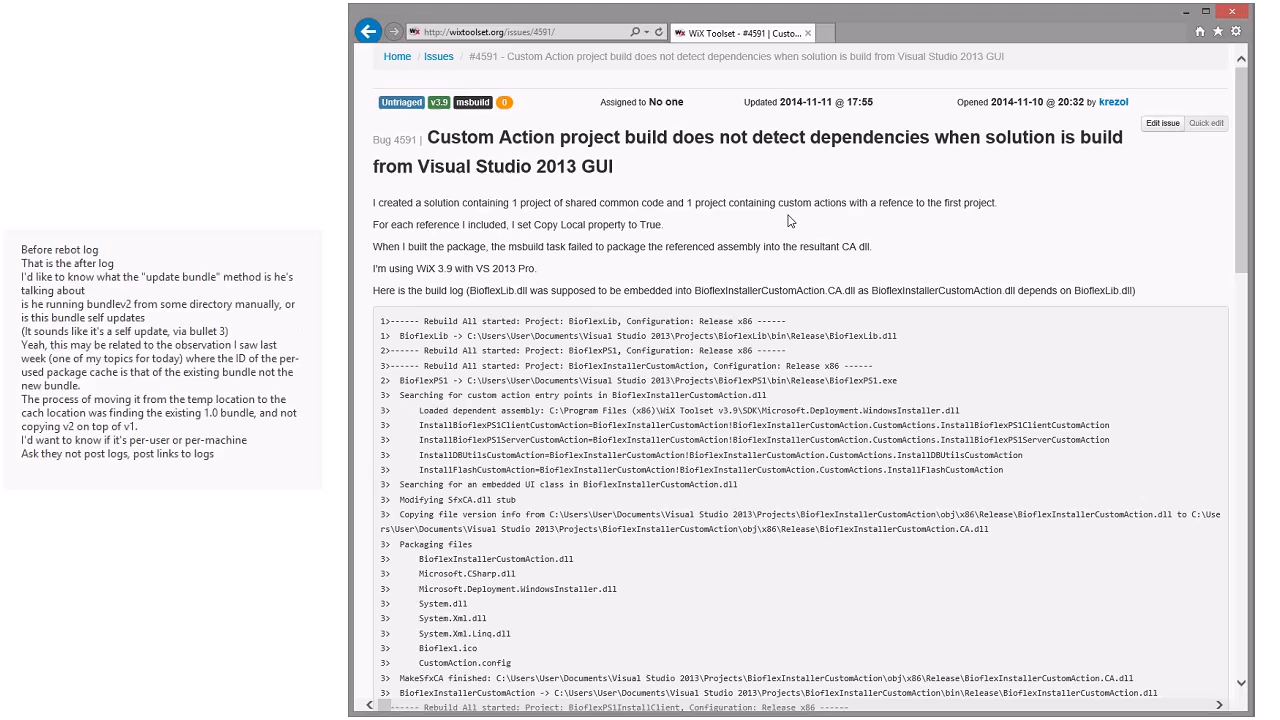 Before rebot log
That is the after log
I'd like to know what the "update bundle" method is he's
talking about
is he running bundlev2 from some directory manually, or
is this bundle self updates
(It sounds like it's a self update, via bullet 3)
Yeah, this may be related to the observation I saw last
week (one of my topics for today) where the ID of the per-
used package cache is that of the existing bundle not the
new bundle.
The process of moving it from the temp location to the
cach location was finding the existing 1.0 bundle, and not
copying v2 on top of v1.
I'd want to know if it's per-user or per-machine
Ask they not post logs, post links to logs
http://wixtoolset.org/issues/4591/
WiX Toolset - #4591 | Custo...
Home / Issues / #4591 - Custom Action project build does not detect dependencies when solution is build from Visual Studio 2013 GUI
Untriaged v3.9 msbuild 0 Assigned to No one Updated 2014-11-11 @ 17:55 Opened 2014-11-10 @ 20:32 by krezol
Edit issue Quick edit
Bug 4591 | Custom Action project build does not detect dependencies when solution is build
from Visual Studio 2013 GUI
I created a solution containing 1 project of shared common code and 1 project containing custom actions with a refence to the first project.
For each reference I included, I set Copy Local property to True.
When I built the package, the msbuild task failed to package the referenced assembly into the resultant CA dll.
I'm using WiX 3.9 with VS 2013 Pro.
Here is the build log (BioflexLib.dll was supposed to be embedded into BioflexInstallerCustomAction.CA.dll as BioflexInstallerCustomAction.dll depends on BioflexLib.dll)
1>------ Rebuild All started: Project: BioflexLib, Configuration: Release x86 ------
1>  BioflexLib -> C:\Users\User\Documents\Visual Studio 2013\Projects\BioflexLib\bin\Release\BioflexLib.dll
2>------ Rebuild All started: Project: BioflexPS1, Configuration: Release x86 ------
3>------ Rebuild All started: Project: BioflexInstallerCustomAction, Configuration: Release x86 ------
2>  BioflexPS1 -> C:\Users\User\Documents\Visual Studio 2013\Projects\BioflexPS1\bin\Release\BioflexPS1.exe
3>  Searching for custom action entry points in BioflexInstallerCustomAction.dll
3>      Loaded dependent assembly: C:\Program Files (x86)\WiX Toolset v3.9\SDK\Microsoft.Deployment.WindowsInstaller.dll
3>      InstallBioflexPS1ClientCustomAction=BioflexInstallerCustomAction!BioflexInstallerCustomAction.CustomActions.InstallBioflexPS1ClientCustomAction
3>      InstallBioflexPS1ServerCustomAction=BioflexInstallerCustomAction!BioflexInstallerCustomAction.CustomActions.InstallBioflexPS1ServerCustomAction
3>      InstallDBUtilsCustomAction=BioflexInstallerCustomAction!BioflexInstallerCustomAction.CustomActions.InstallDBUtilsCustomAction
3>      InstallFlashCustomAction=BioflexInstallerCustomAction!BioflexInstallerCustomAction.CustomActions.InstallFlashCustomAction
3>  Searching for an embedded UI class in BioflexInstallerCustomAction.dll
3>  Modifying SfxCA.dll stub
3>  Copying file version info from C:\Users\User\Documents\Visual Studio 2013\Projects\BioflexInstallerCustomAction\obj\x86\Release\BioflexInstallerCustomAction.dll to C:\Use
rs\User\Documents\Visual Studio 2013\Projects\BioflexInstallerCustomAction\obj\x86\Release\BioflexInstallerCustomAction.CA.dll
3>  Packaging files
3>      BioflexInstallerCustomAction.dll
3>      Microsoft.CSharp.dll
3>      Microsoft.Deployment.WindowsInstaller.dll
3>      System.dll
3>      System.Xml.dll
3>      System.Xml.Linq.dll
3>      Bioflex1.ico
3>      CustomAction.config
3>  MakeSfxCA finished: C:\Users\User\Documents\Visual Studio 2013\Projects\BioflexInstallerCustomAction\obj\x86\Release\BioflexInstallerCustomAction.CA.dll
3>  BioflexInstallerCustomAction -> C:\Users\User\Documents\Visual Studio 2013\Projects\BioflexInstallerCustomAction\bin\Release\BioflexInstallerCustomAction.dll
------ Rebuild All started: Project: BioflexPS1InstallClient, Configuration: Release x86 ------